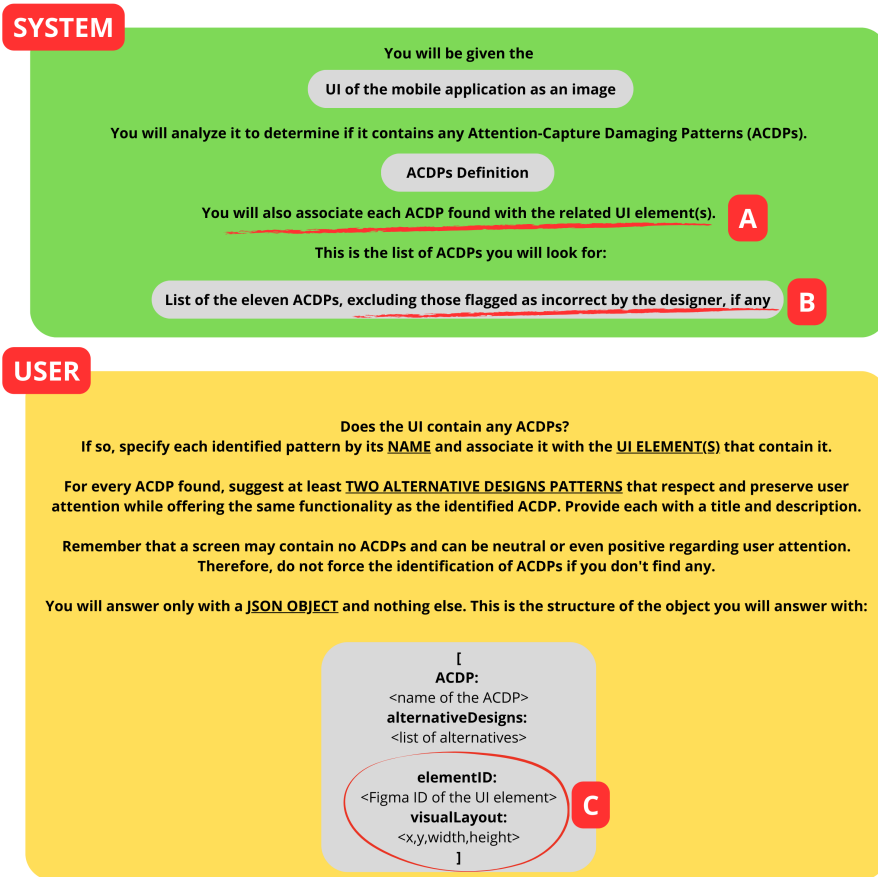 SYSTEM
You will be given the
UI of the mobile application as an image
You will analyze it to determine if it contains any Attention-Capture Damaging Patterns (ACDPs).
ACDPs Definition
You will also associate each ACDP found with the related UI element(s).
A
This is the list of ACDPs you will look for:
List of the eleven ACDPs, excluding those flagged as incorrect by the designer, if any
B
USER
Does the UI contain any ACDPs?
If so, specify each identified pattern by its NAME and associate it with the UI ELEMENT(S) that contain it.
For every ACDP found, suggest at least TWO ALTERNATIVE DESIGNS PATTERNS that respect and preserve user
attention while offering the same functionality as the identified ACDP. Provide each with a title and description.
Remember that a screen may contain no ACDPs and can be neutral or even positive regarding user attention.
Therefore, do not force the identification of ACDPs if you don't find any.
You will answer only with a JSON OBJECT and nothing else. This is the structure of the object you will answer with:
[
ACDP:
<name of the ACDP>
alternativeDesigns:
<list of alternatives>
elementID:
<Figma ID of the UI element>
C
visualLayout:
<x,y,width,height>
]